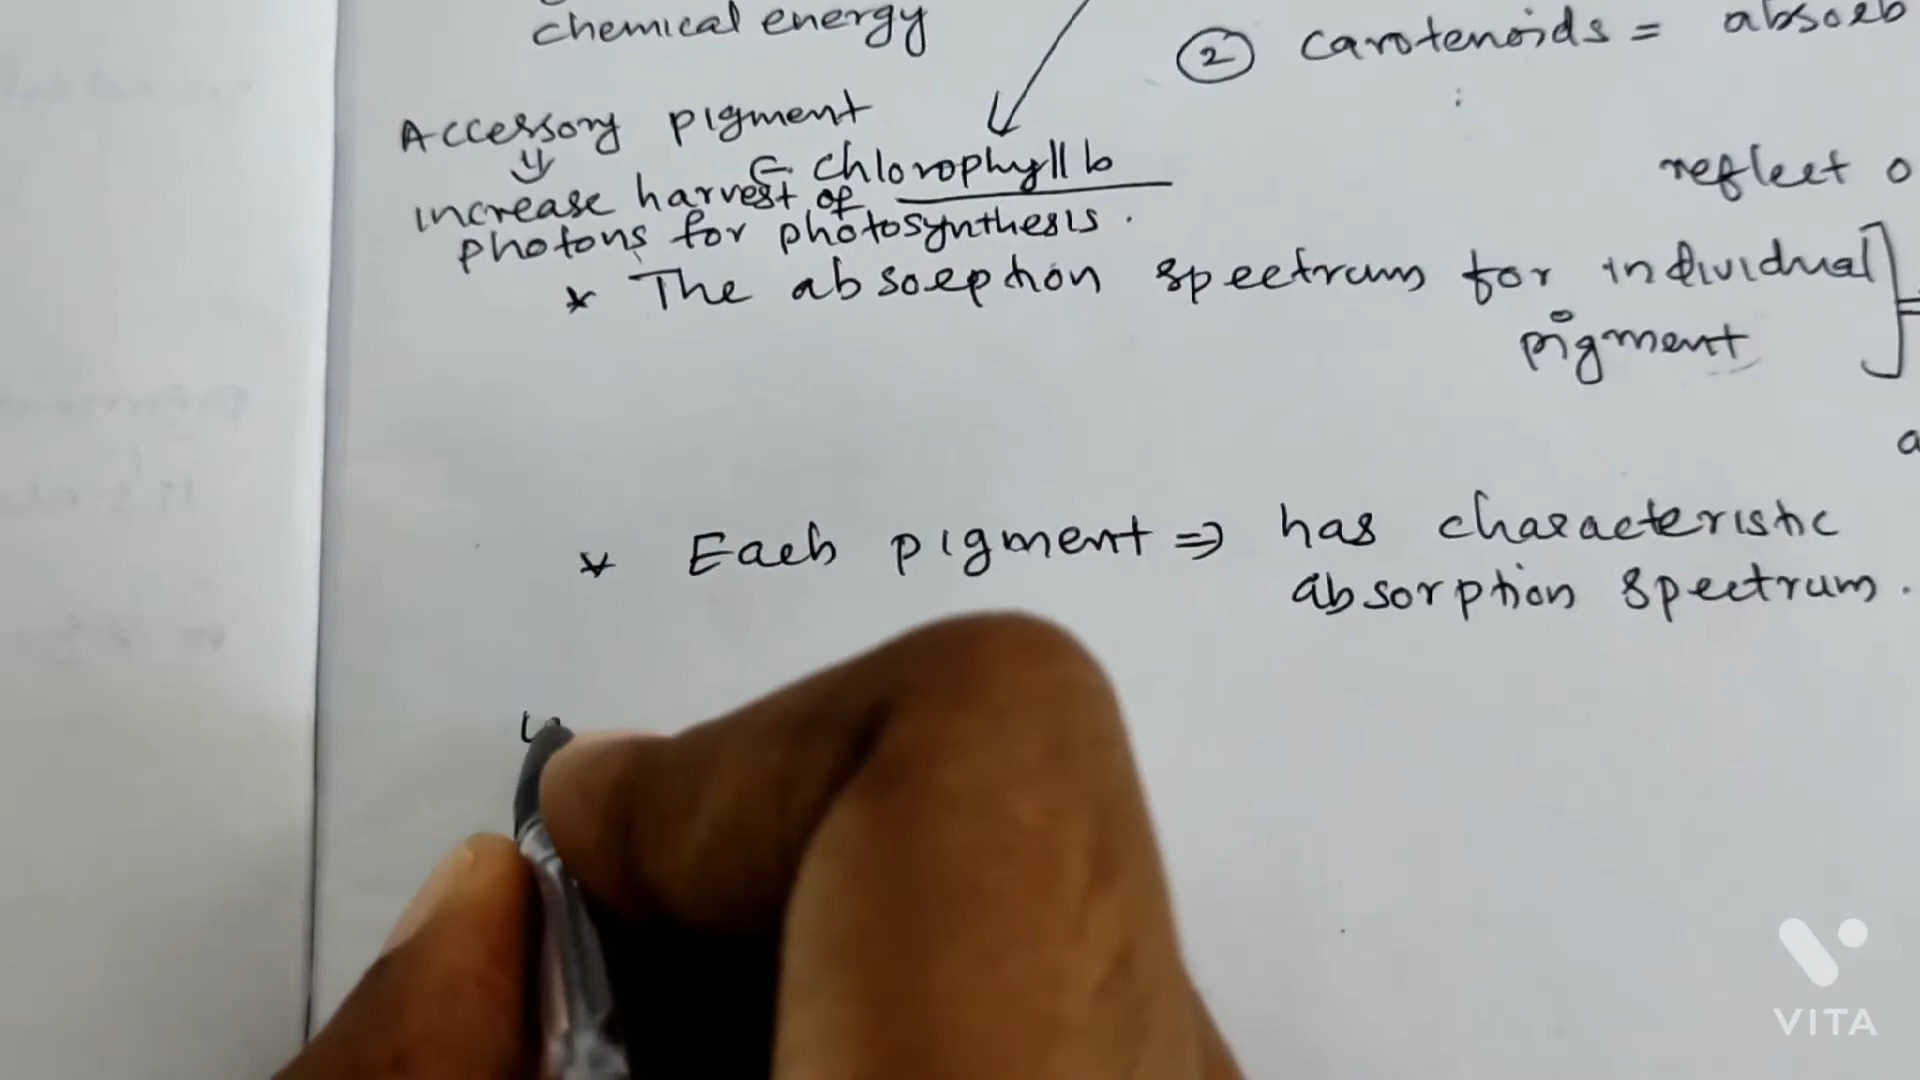 chemical energy
② carotenoids = absorb
Accessory pigment
⇓
← chlorophyll b
increase harvest of
photons for photosynthesis.
reflect o
* The absorption spectrum for individual
pigment
a
* Each pigment ⇒ has characteristic
absorption spectrum.
VITA